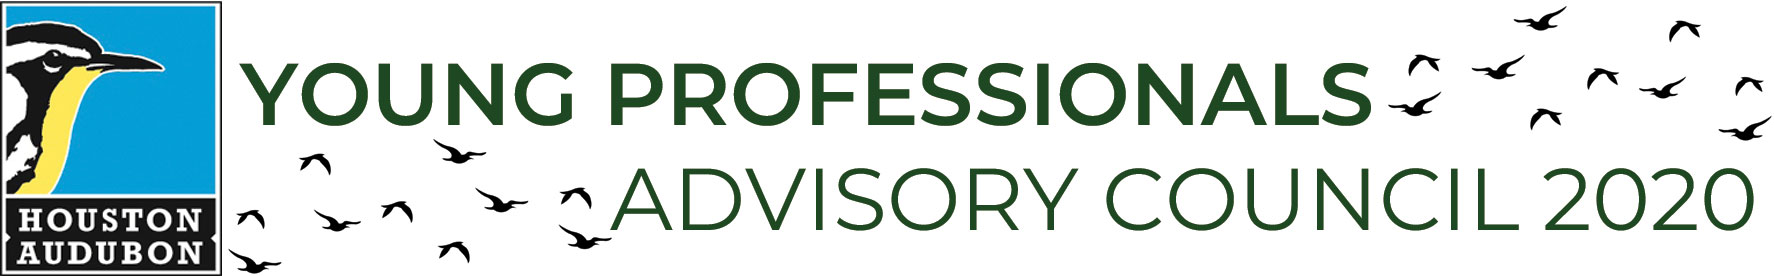 HOUSTON
AUDUBON
YOUNG PROFESSIONALS
ADVISORY COUNCIL 2020